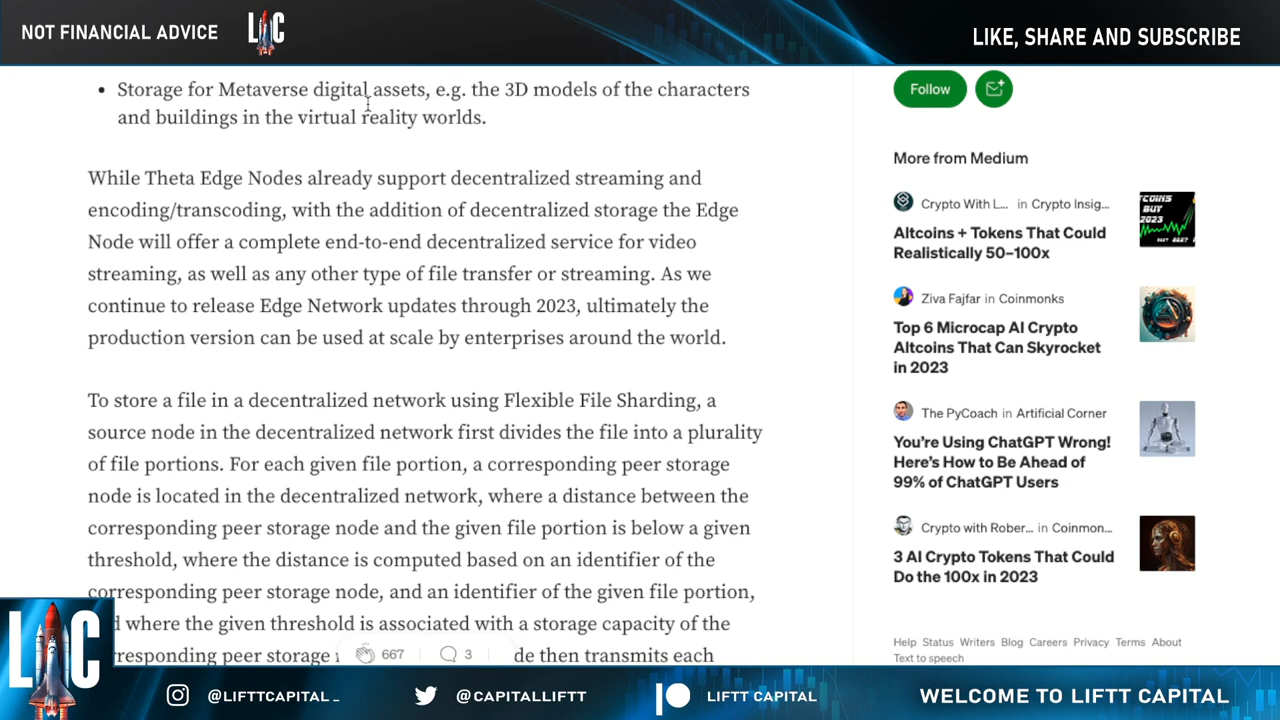 NOT FINANCIAL ADVICE
LC
LIKE, SHARE AND SUBSCRIBE
• Storage for Metaverse digital assets, e.g. the 3D models of the characters
and buildings in the virtual reality worlds.
While Theta Edge Nodes already support decentralized streaming and
encoding/transcoding, with the addition of decentralized storage the Edge
Node will offer a complete end-to-end decentralized service for video
streaming, as well as any other type of file transfer or streaming. As we
continue to release Edge Network updates through 2023, ultimately the
production version can be used at scale by enterprises around the world.
To store a file in a decentralized network using Flexible File Sharding, a
source node in the decentralized network first divides the file into a plurality
of file portions. For each given file portion, a corresponding peer storage
node is located in the decentralized network, where a distance between the
corresponding peer storage node and the given file portion is below a given
threshold, where the distance is computed based on an identifier of the
corresponding peer storage node, and an identifier of the given file portion,
where the given threshold is associated with a storage capacity of the
peer storage
then transmits each
667
3
Follow
More from Medium
Crypto With L... in Crypto Insig...
Altcoins + Tokens That Could
Realistically 50–100x
COINS
BUY
2023
Ziva Fajfar in Coinmonks
Top 6 Microcap AI Crypto
Altcoins That Can Skyrocket
in 2023
The PyCoach in Artificial Corner
You're Using ChatGPT Wrong!
Here's How to Be Ahead of
99% of ChatGPT Users
Crypto with Rober... in Coinmon...
3 AI Crypto Tokens That Could
Do the 100x in 2023
Help Status Writers Blog Careers Privacy Terms About
Text to speech
LC
@LIFTTCAPITAL_
@CAPITALLIFTT
LIFTT CAPITAL
WELCOME TO LIFTT CAPITAL